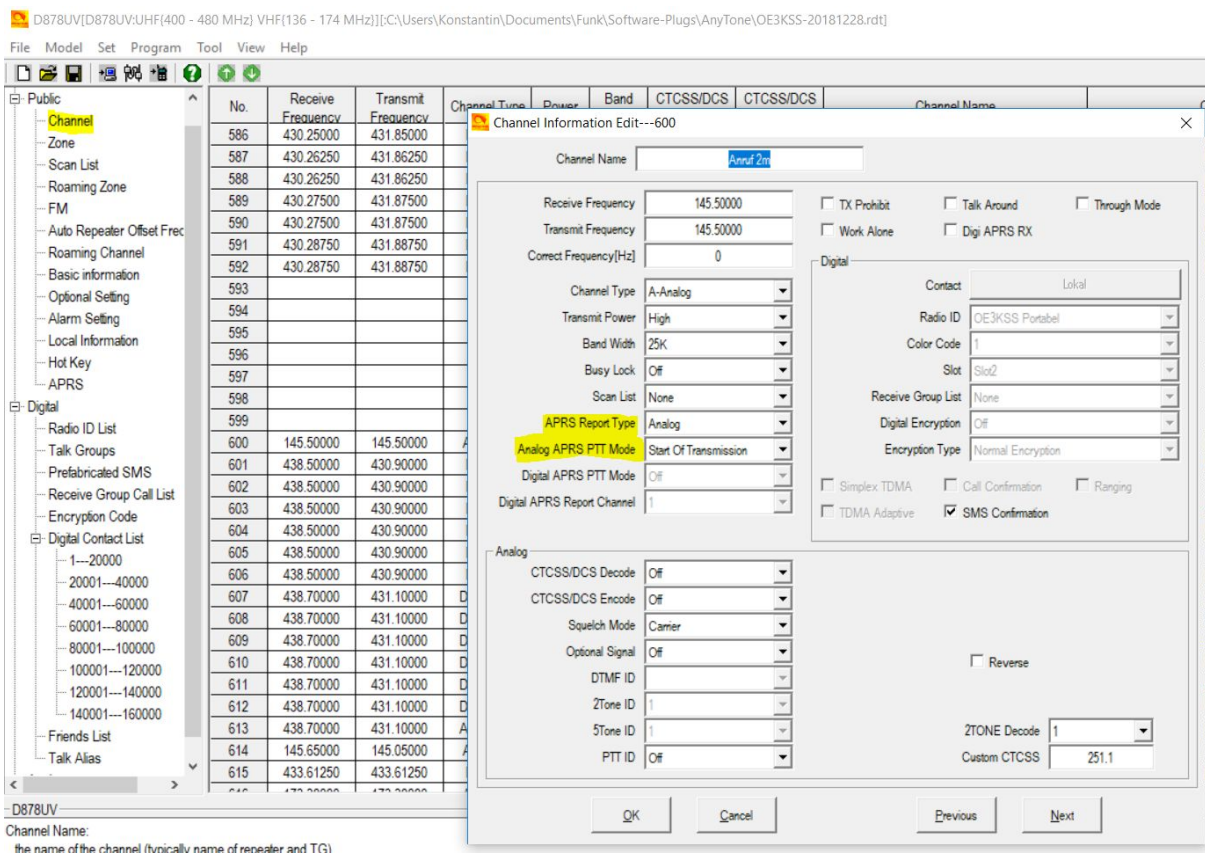 D878UV[D878UV:UHF{400 - 480 MHz} VHF{136 - 174 MHz}][:C:\Users\Konstantin\Documents\Funk\Software-Plugs\AnyTone\OE3KSS-20181228.rdt]
File Model Set Program Tool View Help
Public
Channel
Zone
Scan List
Roaming Zone
FM
Auto Repeater Offset Frec
Roaming Channel
Basic information
Optional Setting
Alarm Setting
Local Information
Hot Key
APRS
Digital
Radio ID List
Talk Groups
Prefabricated SMS
Receive Group Call List
Encryption Code
Digital Contact List
1---20000
20001---40000
40001---60000
60001---80000
80001---100000
100001---120000
120001---140000
140001---160000
Friends List
Talk Alias
No. Receive Frequency Transmit Frequency Channel Type Power Band CTCSS/DCS CTCSS/DCS Channel Name
586 430.25000 431.85000
587 430.26250 431.86250
588 430.26250 431.86250
589 430.27500 431.87500
590 430.27500 431.87500
591 430.28750 431.88750
592 430.28750 431.88750
593
594
595
596
597
598
599
600 145.50000 145.50000 A
601 438.50000 430.90000
602 438.50000 430.90000
603 438.50000 430.90000
604 438.50000 430.90000
605 438.50000 430.90000
606 438.50000 430.90000
607 438.70000 431.10000 D
608 438.70000 431.10000 D
609 438.70000 431.10000 D
610 438.70000 431.10000 D
611 438.70000 431.10000 D
612 438.70000 431.10000 D
613 438.70000 431.10000 A
614 145.65000 145.05000 A
615 433.61250 433.61250
Channel Information Edit---600
Channel Name Anruf 2m
Receive Frequency 145.50000
Transmit Frequency 145.50000
Correct Frequency[Hz] 0
Channel Type A-Analog
Transmit Power High
Band Width 25K
Busy Lock Off
Scan List None
APRS Report Type Analog
Analog APRS PTT Mode Start Of Transmission
Digital APRS PTT Mode Off
Digital APRS Report Channel 1
TX Prohibit Talk Around Through Mode
Work Alone Digi APRS RX
Digital
Contact Lokal
Radio ID OE3KSS Portabel
Color Code 1
Slot Slot2
Receive Group List None
Digital Encryption Off
Encryption Type Normal Encryption
Simplex TDMA Call Confirmation Ranging
TDMA Adaptive SMS Confirmation
Analog
CTCSS/DCS Decode Off
CTCSS/DCS Encode Off
Squelch Mode Carrier
Optional Signal Off
DTMF ID
2Tone ID 1
5Tone ID 1
PTT ID Off
Reverse
2TONE Decode 1
Custom CTCSS 251.1
OK Cancel Previous Next
D878UV
Channel Name:
the name of the channel (typically name of repeater and TG)